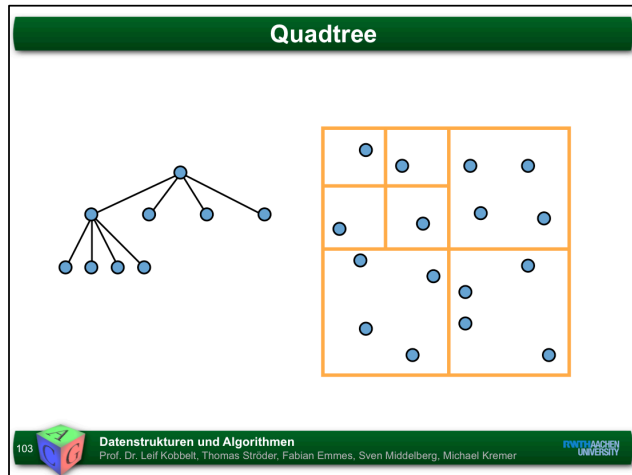 Quadtree
103
A
C
G
Datenstrukturen und Algorithmen
Prof. Dr. Leif Kobbelt, Thomas Ströder, Fabian Emmes, Sven Middelberg, Michael Kremer
RWTHAACHEN
UNIVERSITY